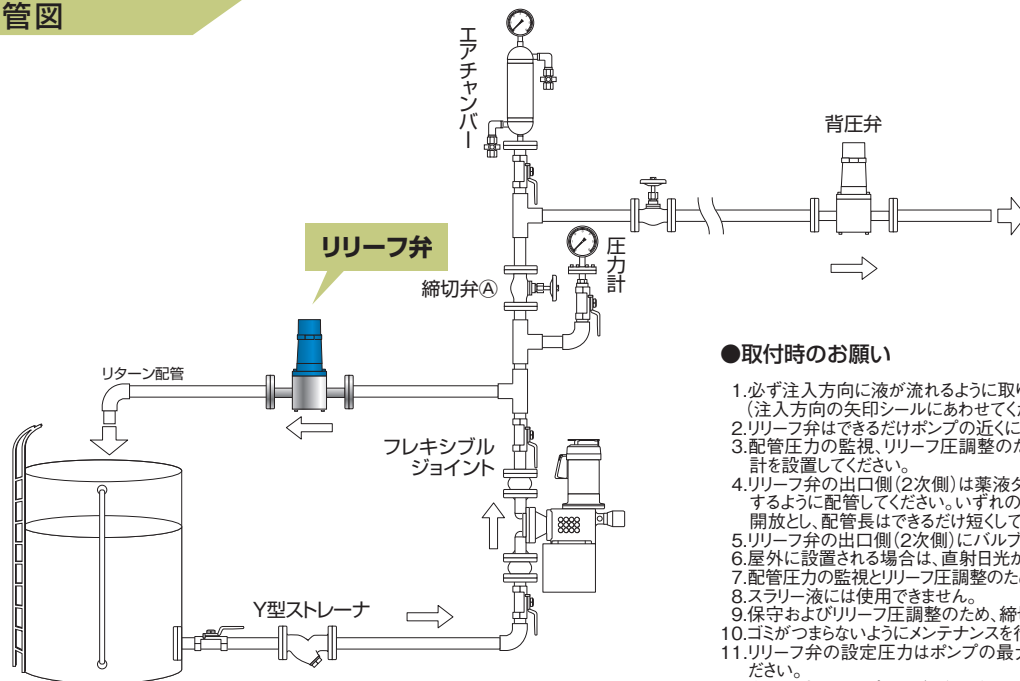 管図
エアチャンバー
背圧弁
リリーフ弁
圧力計
締切弁Ⓐ
リターン配管
フレキシブル
ジョイント
Y型ストレーナ
●取付時のお願い
1.必ず注入方向に液が流れるように取
（注入方向の矢印シールにあわせてく
2.リリーフ弁はできるだけポンプの近くに
3.配管圧力の監視、リリーフ圧調整のた
計を設置してください。
4.リリーフ弁の出口側(2次側)は薬液タ
するように配管してください。いずれの
開放とし、配管長はできるだけ短くして
5.リリーフ弁の出口側(2次側)にバルブ
6.屋外に設置される場合は、直射日光が
7.配管圧力の監視とリリーフ圧調整のた
8.スラリー液には使用できません。
9.保守およびリリーフ圧調整のため、締
10.ゴミがつまらないようにメンテナンスを行
11.リリーフ弁の設定圧力はポンプの最
ださい。